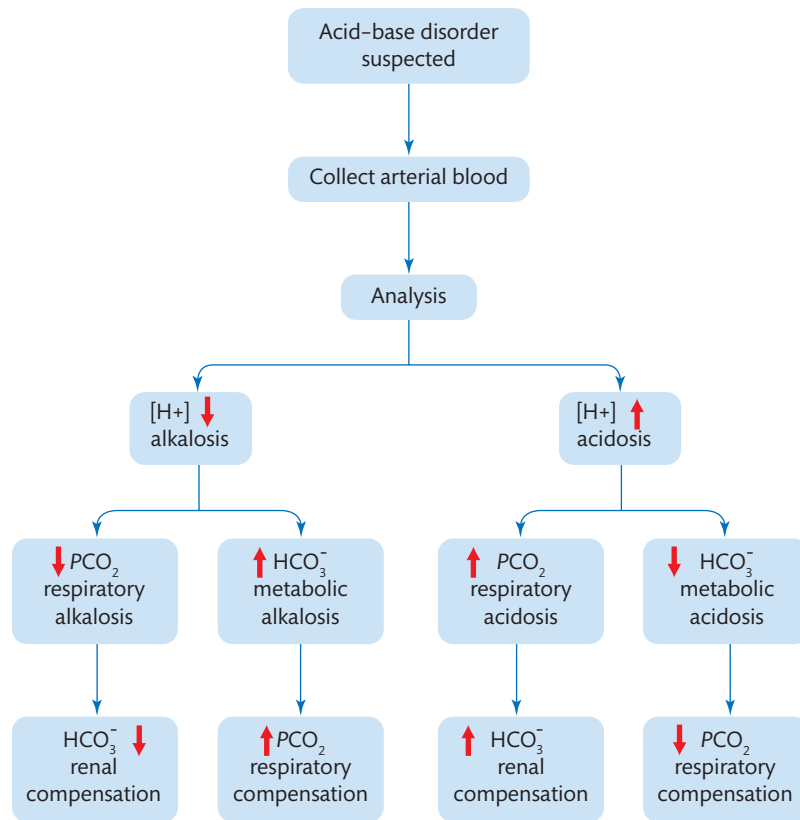 Acid–base disorder
suspected
Collect arterial blood
Analysis
[H+] ↓
alkalosis
[H+] ↑
acidosis
↓ PCO₂
respiratory
alkalosis
↑ HCO₃⁻
metabolic
alkalosis
↑ PCO₂
respiratory
acidosis
↓ HCO₃⁻
metabolic
acidosis
HCO₃⁻ ↓
renal
compensation
↑ PCO₂
respiratory
compensation
↑ HCO₃⁻
renal
compensation
↓ PCO₂
respiratory
compensation